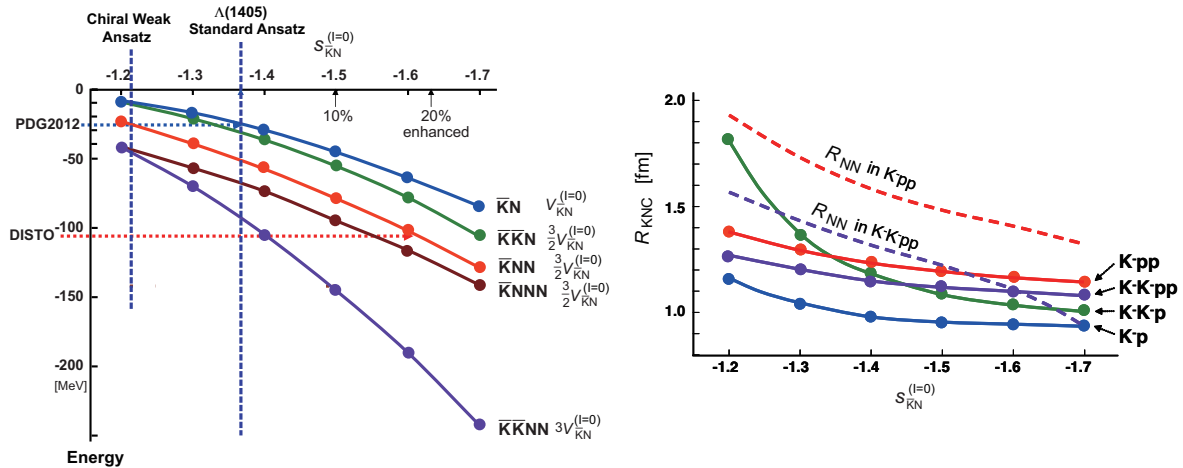 Chiral Weak
Ansatz
Λ(1405)
Standard Ansatz
s_K̅N^(I=0)
-1.2 -1.3 -1.4 -1.5 -1.6 -1.7
0
10%
20%
enhanced
PDG2012
-50
-100
DISTO
-150
-200
[MeV]
Energy
K̅N V_K̅N^(I=0)
K̅K̅N 3/2 V_K̅N^(I=0)
K̅NN 3/2 V_K̅N^(I=0)
K̅NNN 3/2 V_K̅N^(I=0)
K̅K̅NN 3V_K̅N^(I=0)
R_KNC [fm]
2.0
1.5
1.0
R_NN in K-pp
R_NN in K-K-pp
K-pp
K-K-pp
K-K-p
K-p
-1.2 -1.3 -1.4 -1.5 -1.6 -1.7
s_K̅N^(I=0)